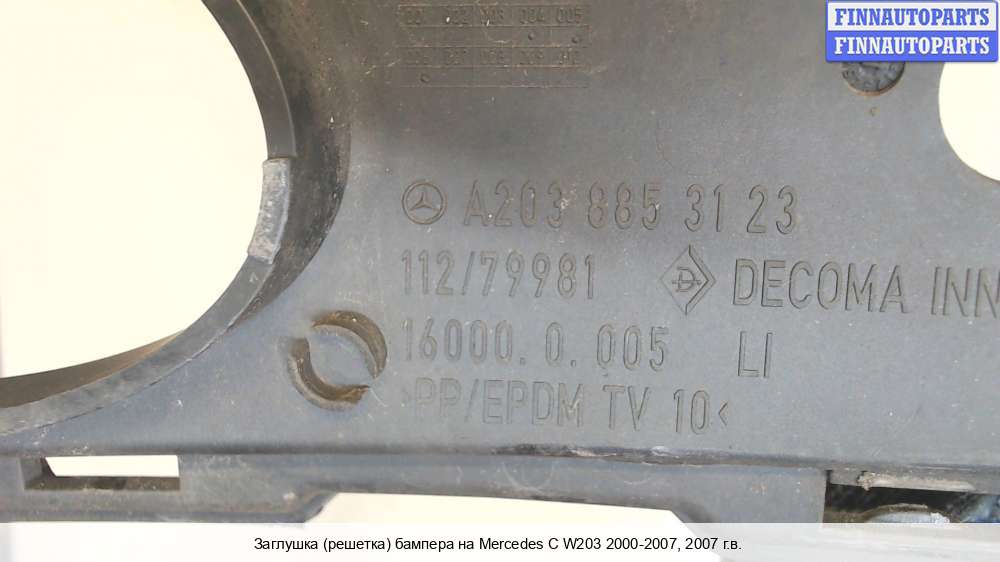 FINNAUTOPARTS
FINNAUTOPARTS
A203 885 31 23
112/79981
DECOMA INN
16000. 0. 005
LI
>PP/EPDM TV 10<
Заглушка (решетка) бампера на Mercedes C W203 2000-2007, 2007 г.в.